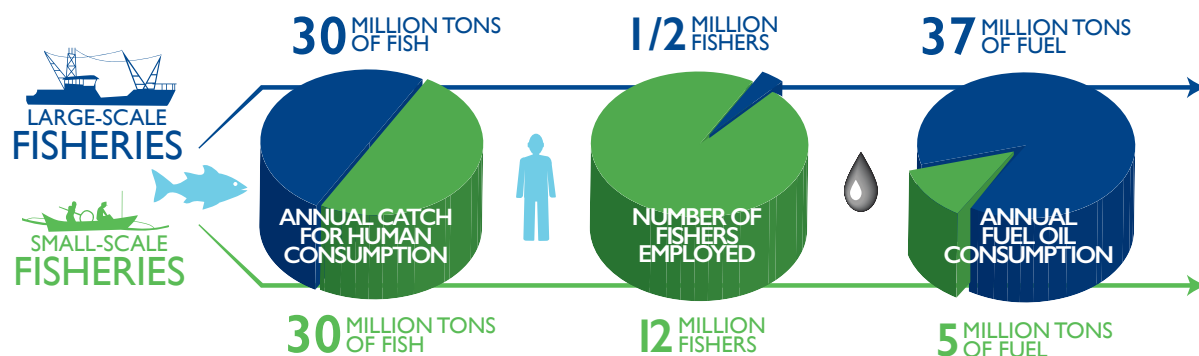 30 MILLION TONS
OF FISH
1/2 MILLION
FISHERS
37 MILLION TONS
OF FUEL
LARGE-SCALE
FISHERIES
SMALL-SCALE
FISHERIES
ANNUAL CATCH
FOR HUMAN
CONSUMPTION
NUMBER OF
FISHERS
EMPLOYED
ANNUAL
FUEL OIL
CONSUMPTION
30 MILLION TONS
OF FISH
12 MILLION
FISHERS
5 MILLION TONS
OF FUEL